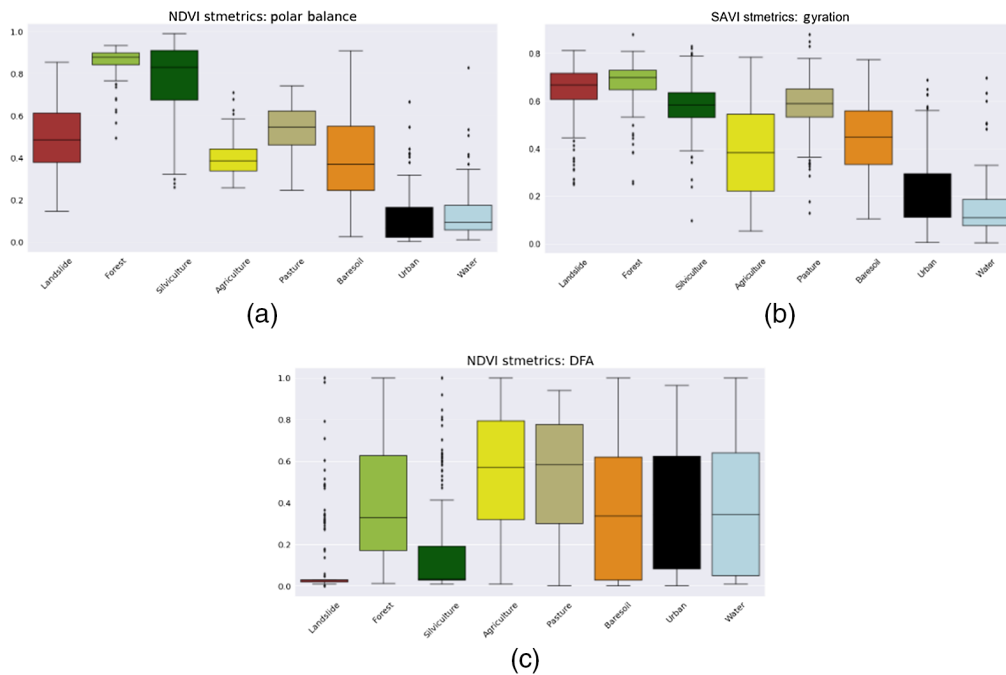 NDVI stmetrics: polar balance
1.0
0.8
0.6
0.4
0.2
0.0
Landslide
Forest
Silviculture
Agriculture
Pasture
Baresoil
Urban
Water
(a)
SAVI stmetrics: gyration
0.8
0.6
0.4
0.2
0.0
Landslide
Forest
Silviculture
Agriculture
Pasture
Baresoil
Urban
Water
(b)
NDVI stmetrics: DFA
1.0
0.8
0.6
0.4
0.2
0.0
Landslide
Forest
Silviculture
Agriculture
Pasture
Baresoil
Urban
Water
(c)